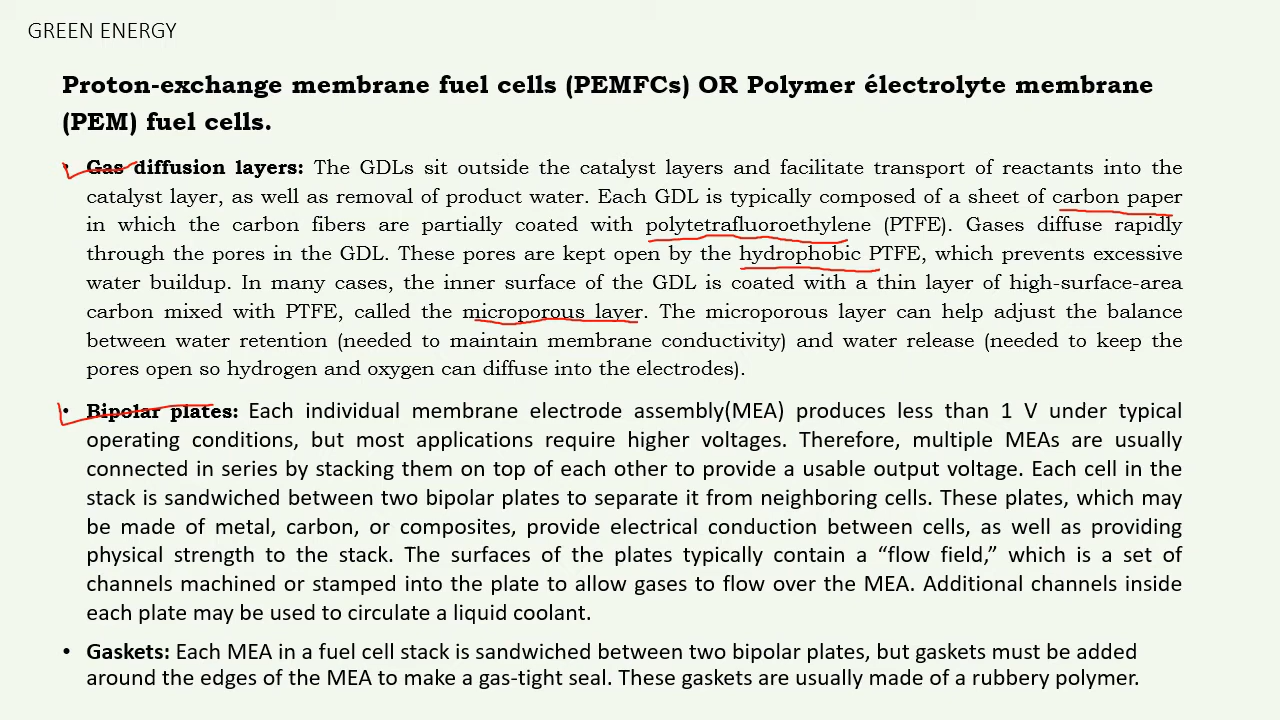 GREEN ENERGY
Proton-exchange membrane fuel cells (PEMFCs) OR Polymer électrolyte membrane
(PEM) fuel cells.
• Gas diffusion layers: The GDLs sit outside the catalyst layers and facilitate transport of reactants into the
catalyst layer, as well as removal of product water. Each GDL is typically composed of a sheet of carbon paper
in which the carbon fibers are partially coated with polytetrafluoroethylene (PTFE). Gases diffuse rapidly
through the pores in the GDL. These pores are kept open by the hydrophobic PTFE, which prevents excessive
water buildup. In many cases, the inner surface of the GDL is coated with a thin layer of high-surface-area
carbon mixed with PTFE, called the microporous layer. The microporous layer can help adjust the balance
between water retention (needed to maintain membrane conductivity) and water release (needed to keep the
pores open so hydrogen and oxygen can diffuse into the electrodes).
• Bipolar plates: Each individual membrane electrode assembly(MEA) produces less than 1 V under typical
operating conditions, but most applications require higher voltages. Therefore, multiple MEAs are usually
connected in series by stacking them on top of each other to provide a usable output voltage. Each cell in the
stack is sandwiched between two bipolar plates to separate it from neighboring cells. These plates, which may
be made of metal, carbon, or composites, provide electrical conduction between cells, as well as providing
physical strength to the stack. The surfaces of the plates typically contain a “flow field,” which is a set of
channels machined or stamped into the plate to allow gases to flow over the MEA. Additional channels inside
each plate may be used to circulate a liquid coolant.
• Gaskets: Each MEA in a fuel cell stack is sandwiched between two bipolar plates, but gaskets must be added
around the edges of the MEA to make a gas-tight seal. These gaskets are usually made of a rubbery polymer.